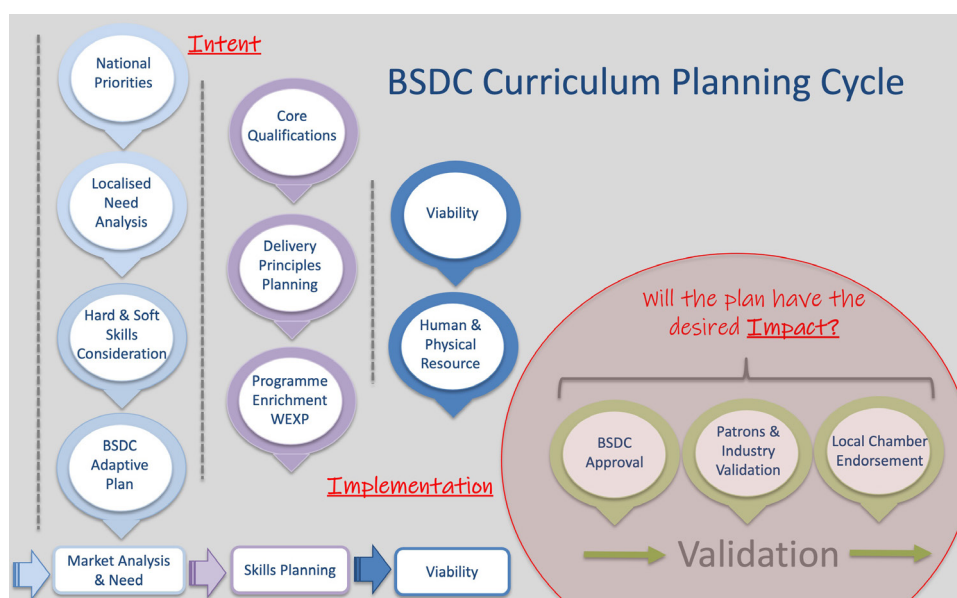 Intent
BSDC Curriculum Planning Cycle
National
Priorities
Localised
Need
Analysis
Hard & Soft
Skills
Consideration
BSDC
Adaptive
Plan
Core
Qualifications
Delivery
Principles
Planning
Programme
Enrichment
WEXP
Viability
Human &
Physical
Resource
Implementation
Will the plan have the
desired Impact?
BSDC
Approval
Patrons &
Industry
Validation
Local Chamber
Endorsement
Market Analysis
& Need
Skills Planning
Viability
Validation